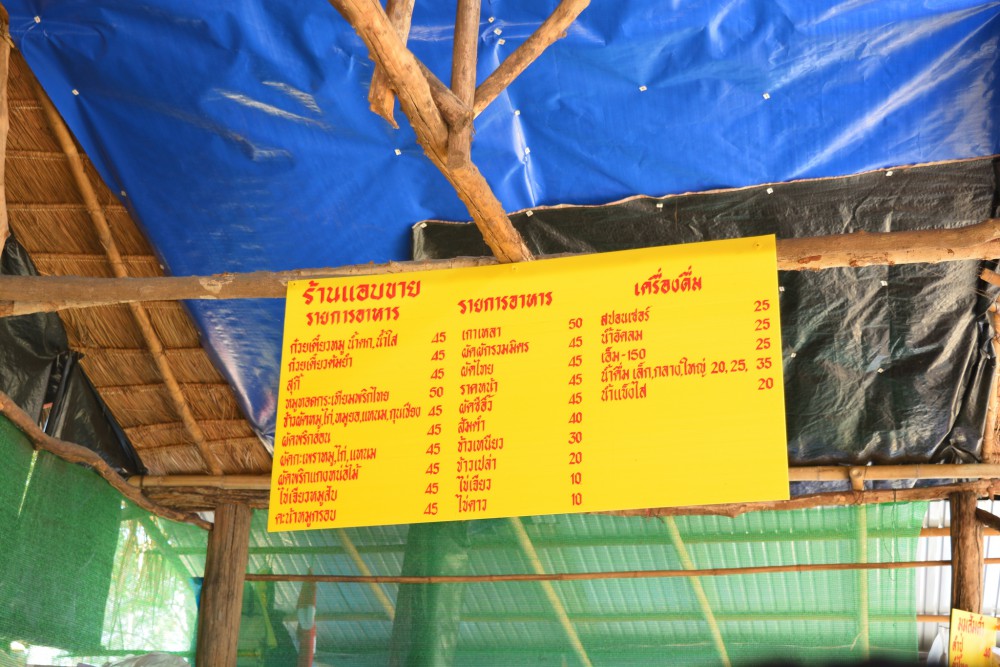 ร้านแอบขาย
รายการอาหาร
ก๋วยเตี๋ยวหมู น้ำตก,น้ำใส 45
ก๋วยเตี๋ยวต้มยำ 45
สุกี้ 45
หมูทอดกระเทียมพริกไทย 50
ข้าวผัดหมู,ไก่,หมูยอ,แหนม,กุนเชียง 45
ผัดพริกอ่อน 45
ผัดกะเพราหมู,ไก่,แหนม 45
ผัดพริกแกงหน่อไม้ 45
ไข่เจียวหมูสับ 45
คะน้าหมูกรอบ 45
รายการอาหาร
เกาเหลา 50
ผัดผักรวมมิตร 45
ผัดไทย 45
ราดหน้า 45
ผัดซีอิ๊ว 45
ส้มตำ 40
ข้าวเหนียว 30
ข้าวเปล่า 20
ไข่เจียว 10
ไข่ดาว 10
เครื่องดื่ม
สปอนเซอร์ 25
น้ำอัดลม 25
เอ็ม-150 25
น้ำดื่ม เล็ก,กลาง,ใหญ่ 20, 25, 35
น้ำแข็งใส่ 20